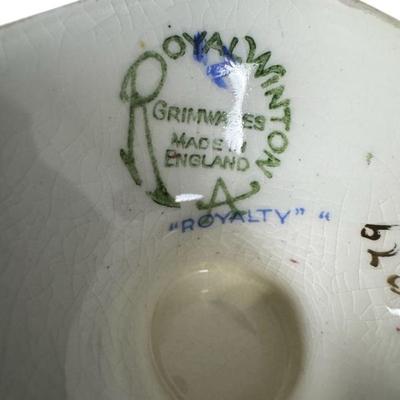 ROYAL WINTON
GRIMWADES
MADE IN
ENGLAND
A
"ROYALTY" "